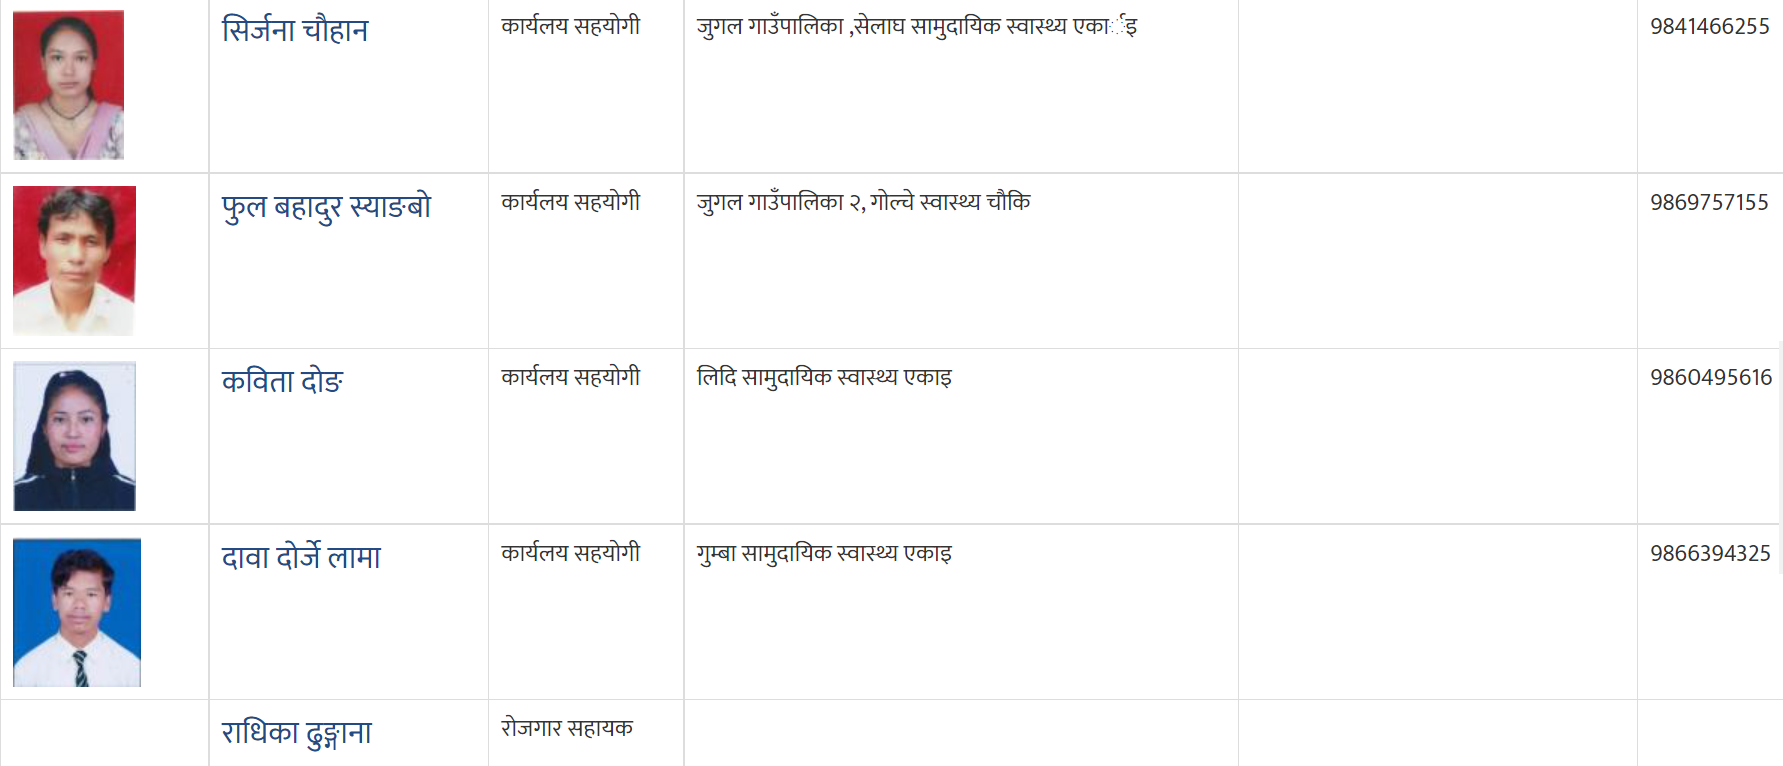 सिर्जना चौहान कार्यलय सहयोगी जुगल गाउँपालिका ,सेलाघ सामुदायिक स्वास्थ्य एकार्इ 9841466255
फुल बहादुर स्याङबो कार्यलय सहयोगी जुगल गाउँपालिका २, गोल्चे स्वास्थ्य चौकि 9869757155
कविता दोङ कार्यलय सहयोगी लिदि सामुदायिक स्वास्थ्य एकाइ 9860495616
दावा दोर्जे लामा कार्यलय सहयोगी गुम्बा सामुदायिक स्वास्थ्य एकाइ 9866394325
राधिका ढुङ्गाना रोजगार सहायक